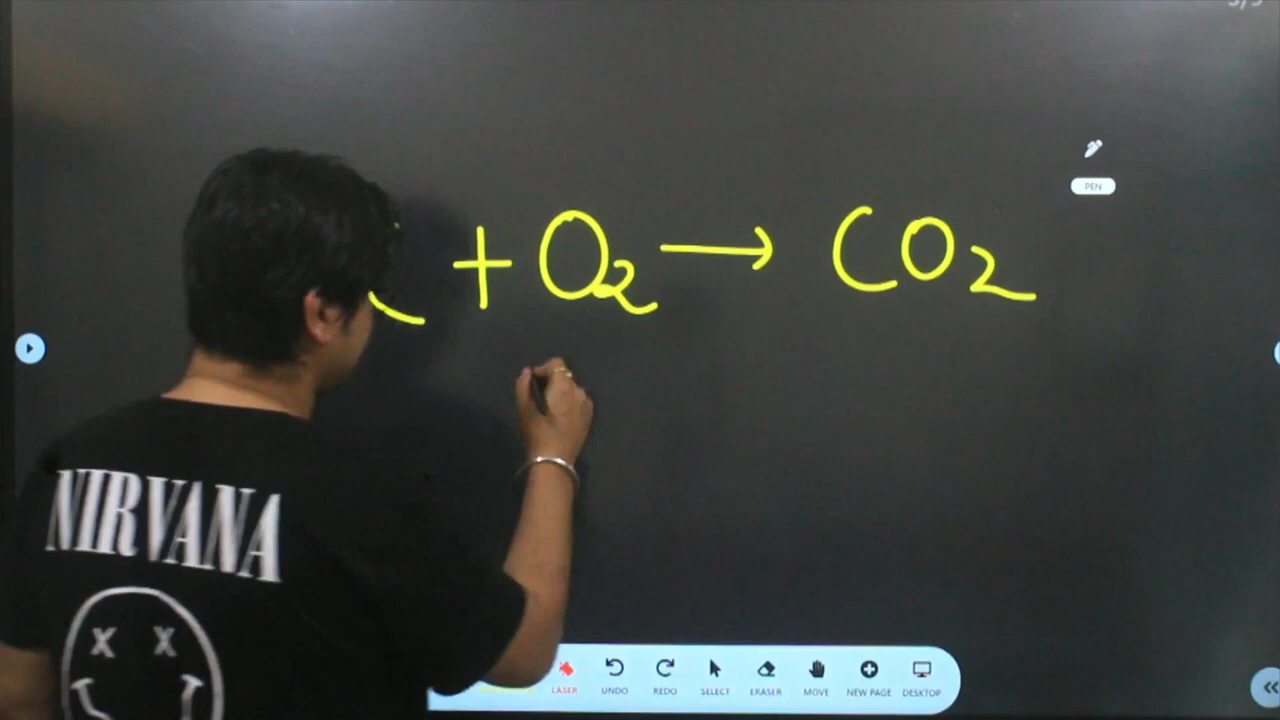 C + O2 → CO2
PEN
NIRVANA
x x
LASER UNDO REDO SELECT ERASER MOVE NEW PAGE DESKTOP